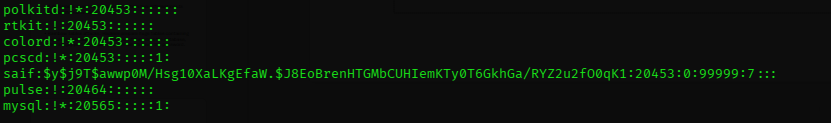 polkitd:!*:20453::::::
rtkit:!:20453::::::
colord:!*:20453::::::
pcscd:!*:20453:::::1:
saif:$y$j9T$awwp0M/Hsg10XaLKgEfaW.$J8EoBrenHTGMbCUHIemKTy0T6GkhGa/RYZ2u2fO0qK1:20453:0:99999:7:::
pulse:!:20464::::::
mysql:!*:20565:::::1: